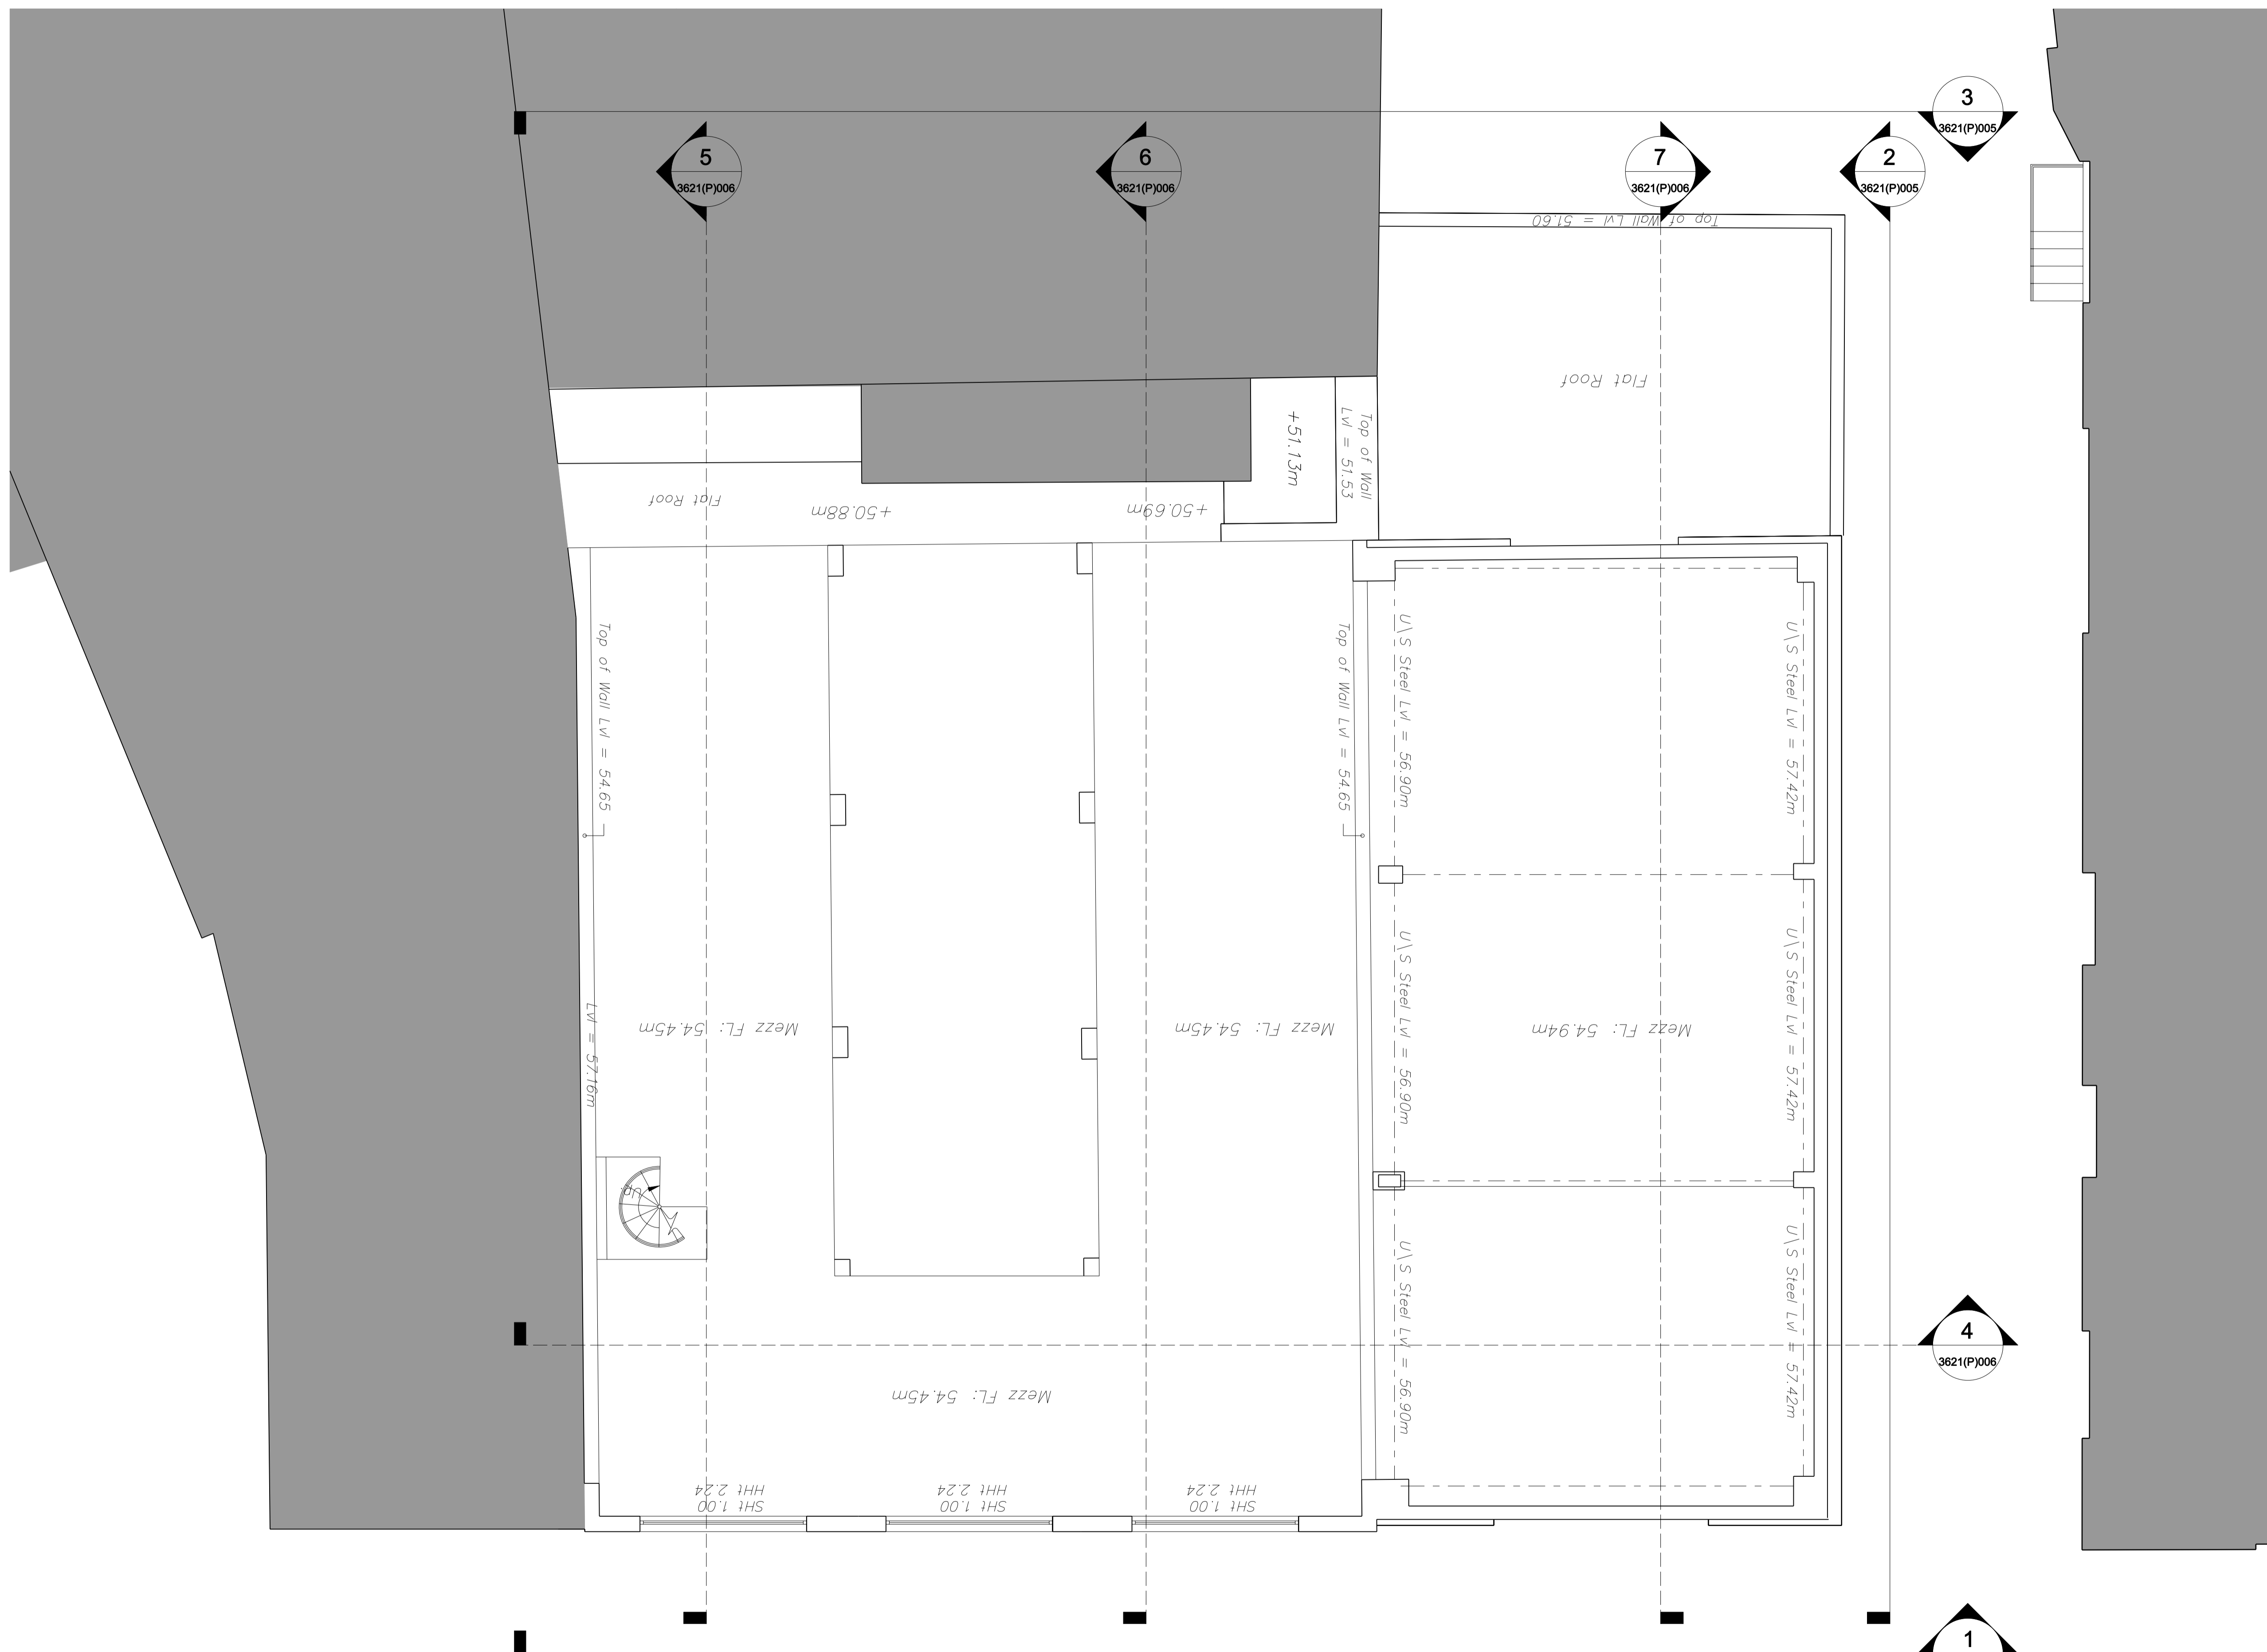 3
3621(P)005
5
3621(P)006
6
3621(P)006
7
3621(P)006
2
3621(P)005
Top of Wall Lvl = 51.60
Flat Roof
+51.13m
Top of Wall
Lvl = 51.53
Flat Roof
+50.88m
+50.69m
Top of Wall Lvl = 54.65
Top of Wall Lvl = 54.65
U\S Steel Lvl = 56.90m
U\S Steel Lvl = 57.42m
Lvl = 57.16m
Mezz FL: 54.45m
Mezz FL: 54.45m
U\S Steel Lvl = 56.90m
Mezz FL: 54.94m
U\S Steel Lvl = 57.42m
Up
U\S Steel Lvl = 56.90m
U\S Steel Lvl = 57.42m
4
3621(P)006
Mezz FL: 54.45m
SHt 1.00
HHt 2.24
SHt 1.00
HHt 2.24
SHt 1.00
HHt 2.24
1